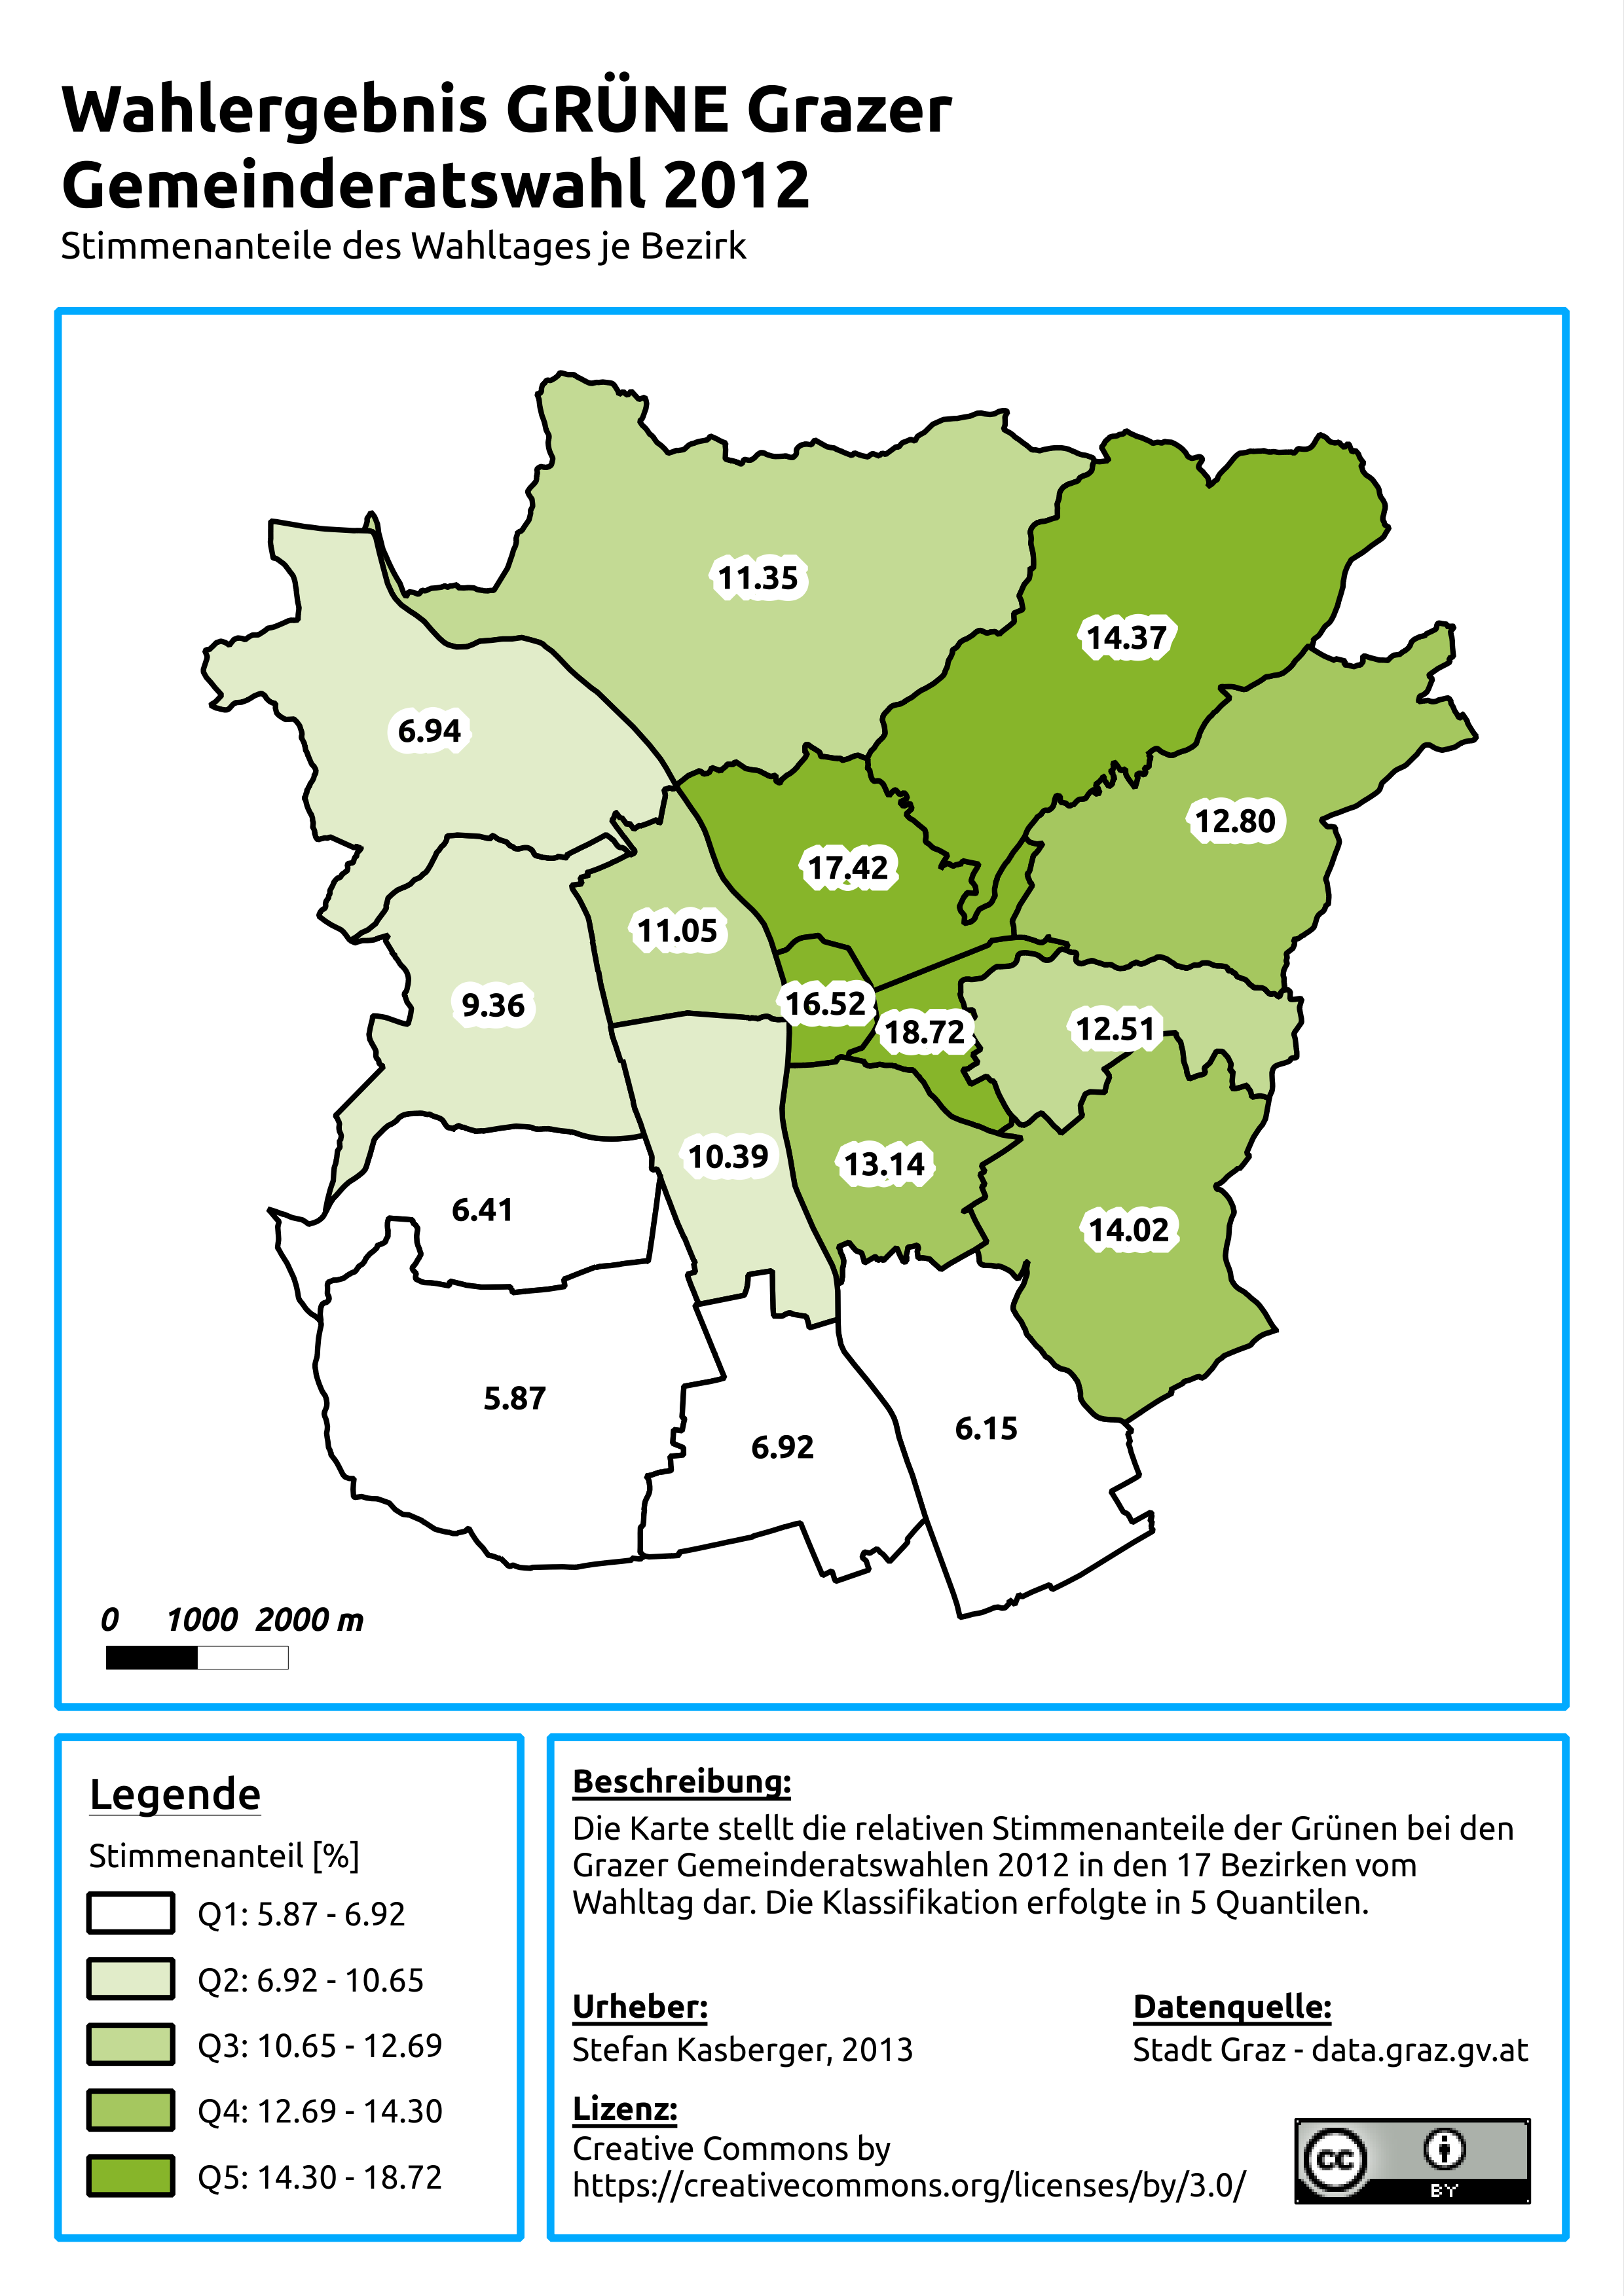 Wahlergebnis GRÜNE Grazer
Gemeinderatswahl 2012
Stimmenanteile des Wahltages je Bezirk
11.35
14.37
6.94
12.80
17.42
11.05
9.36
16.52
18.72
12.51
10.39
13.14
6.41
14.02
5.87
6.92
6.15
0 1000 2000 m
Legende
Stimmenanteil [%]
Q1: 5.87 - 6.92
Q2: 6.92 - 10.65
Q3: 10.65 - 12.69
Q4: 12.69 - 14.30
Q5: 14.30 - 18.72
Beschreibung:
Die Karte stellt die relativen Stimmenanteile der Grünen bei den
Grazer Gemeinderatswahlen 2012 in den 17 Bezirken vom
Wahltag dar. Die Klassifikation erfolgte in 5 Quantilen.
Urheber:
Stefan Kasberger, 2013
Datenquelle:
Stadt Graz - data.graz.gv.at
Lizenz:
Creative Commons by
https://creativecommons.org/licenses/by/3.0/
cc
BY